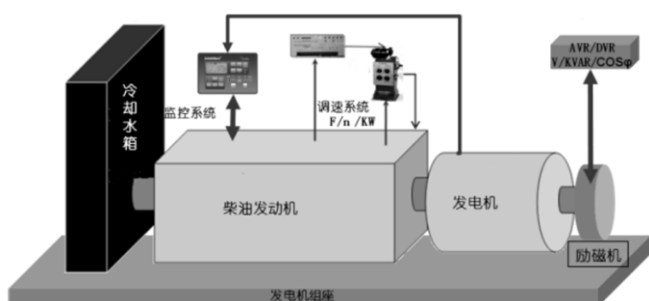 AVR/DVR
V/KVAR/COSφ
冷却水箱
监控系统
调速系统
F/n /KW
柴油发动机
发电机
励磁机
发电机组座